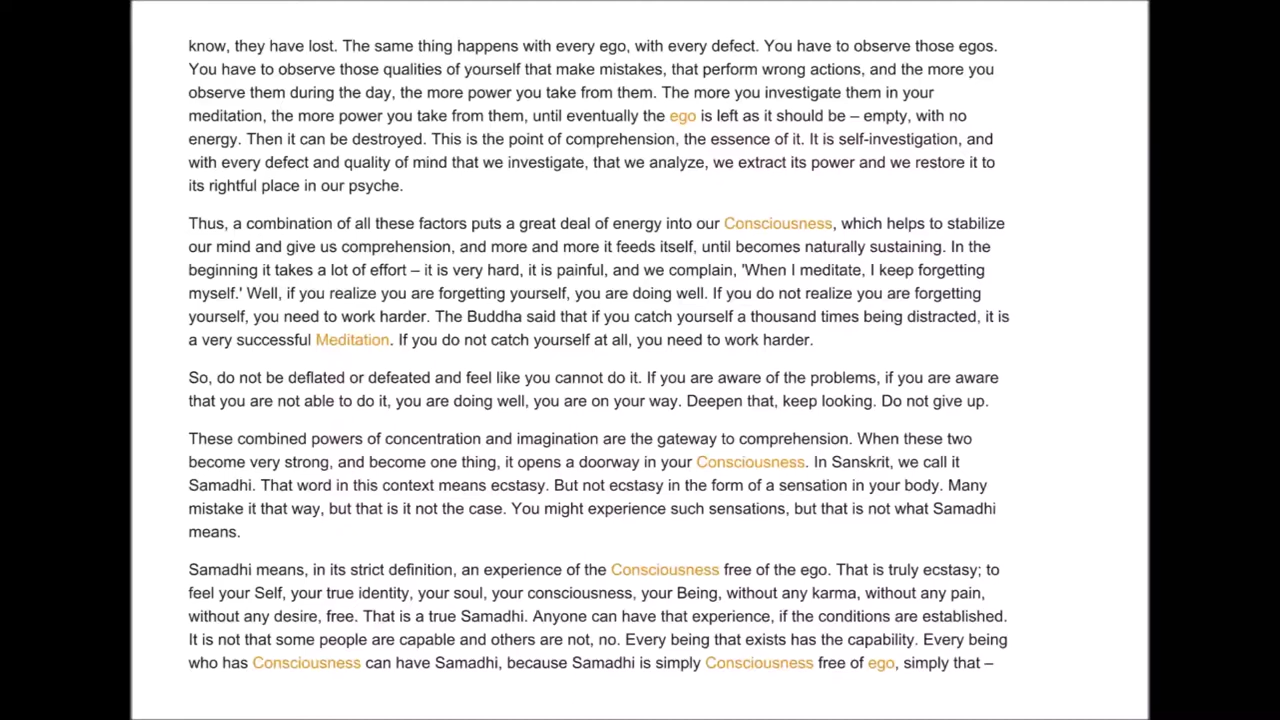 know, they have lost. The same thing happens with every ego, with every defect. You have to observe those egos.
You have to observe those qualities of yourself that make mistakes, that perform wrong actions, and the more you
observe them during the day, the more power you take from them. The more you investigate them in your
meditation, the more power you take from them, until eventually the ego is left as it should be – empty, with no
energy. Then it can be destroyed. This is the point of comprehension, the essence of it. It is self-investigation, and
with every defect and quality of mind that we investigate, that we analyze, we extract its power and we restore it to
its rightful place in our psyche.
Thus, a combination of all these factors puts a great deal of energy into our Consciousness, which helps to stabilize
our mind and give us comprehension, and more and more it feeds itself, until becomes naturally sustaining. In the
beginning it takes a lot of effort – it is very hard, it is painful, and we complain, 'When I meditate, I keep forgetting
myself.' Well, if you realize you are forgetting yourself, you are doing well. If you do not realize you are forgetting
yourself, you need to work harder. The Buddha said that if you catch yourself a thousand times being distracted, it is
a very successful Meditation. If you do not catch yourself at all, you need to work harder.
So, do not be deflated or defeated and feel like you cannot do it. If you are aware of the problems, if you are aware
that you are not able to do it, you are doing well, you are on your way. Deepen that, keep looking. Do not give up.
These combined powers of concentration and imagination are the gateway to comprehension. When these two
become very strong, and become one thing, it opens a doorway in your Consciousness. In Sanskrit, we call it
Samadhi. That word in this context means ecstasy. But not ecstasy in the form of a sensation in your body. Many
mistake it that way, but that is it not the case. You might experience such sensations, but that is not what Samadhi
means.
Samadhi means, in its strict definition, an experience of the Consciousness free of the ego. That is truly ecstasy; to
feel your Self, your true identity, your soul, your consciousness, your Being, without any karma, without any pain,
without any desire, free. That is a true Samadhi. Anyone can have that experience, if the conditions are established.
It is not that some people are capable and others are not, no. Every being that exists has the capability. Every being
who has Consciousness can have Samadhi, because Samadhi is simply Consciousness free of ego, simply that –